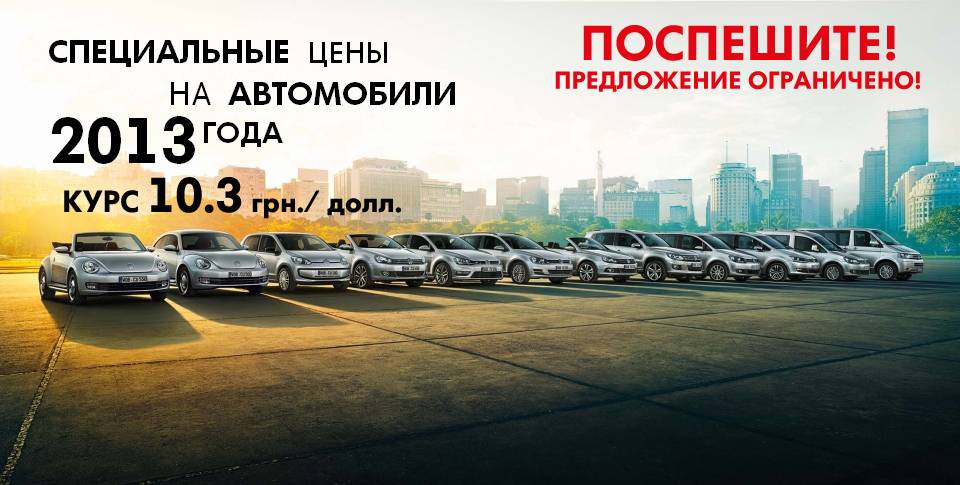 СПЕЦИАЛЬНЫЕ ЦЕНЫ
НА АВТОМОБИЛИ
2013 ГОДА
КУРС 10.3 грн./ долл.
ПОСПЕШИТЕ!
ПРЕДЛОЖЕНИЕ ОГРАНИЧЕНО!